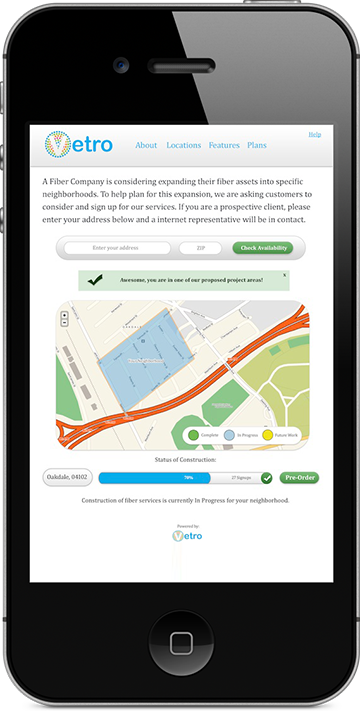 Vetro
About Locations Features Plans
Help
A Fiber Company is considering expanding their fiber assets into specific
neighborhoods. To help plan for this expansion, we are asking customers to
consider and sign up for our services. If you are a prospective client, please
enter your address below and a internet representative will be in contact.
Enter your address ZIP Check Availability
Awesome, you are in one of our proposed project areas! x
Complete In Progress Future Work
Status of Construction:
Oakdale, 04102 70% 27 Signups Pre-Order
Construction of fiber services is currently In Progress for your neighborhood.
Powered by:
Vetro